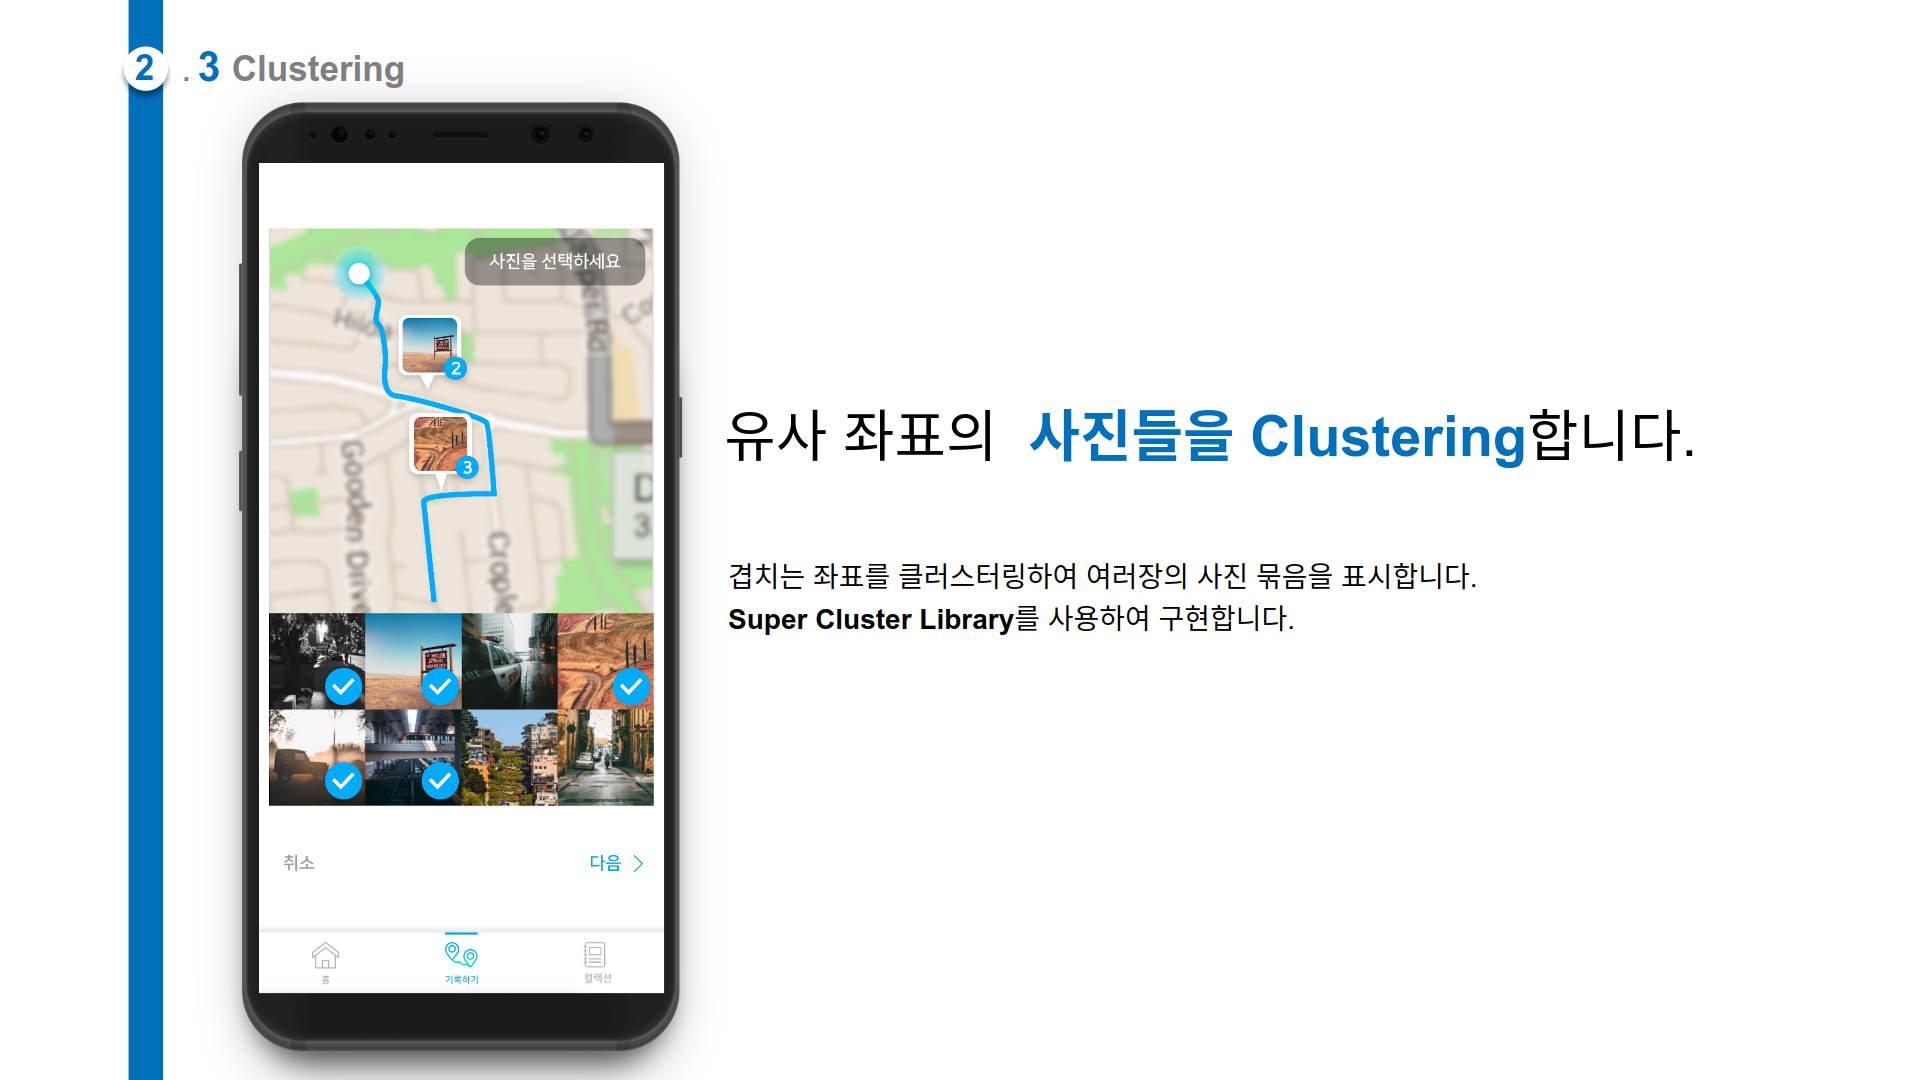 2 . 3 Clustering
사진을 선택하세요
2
3
Gooden Drive
유사 좌표의 사진들을 Clustering합니다.
겹치는 좌표를 클러스터링하여 여러장의 사진 묶음을 표시합니다.
Super Cluster Library를 사용하여 구현합니다.
취소
다음
홈
기록하기
컬렉션